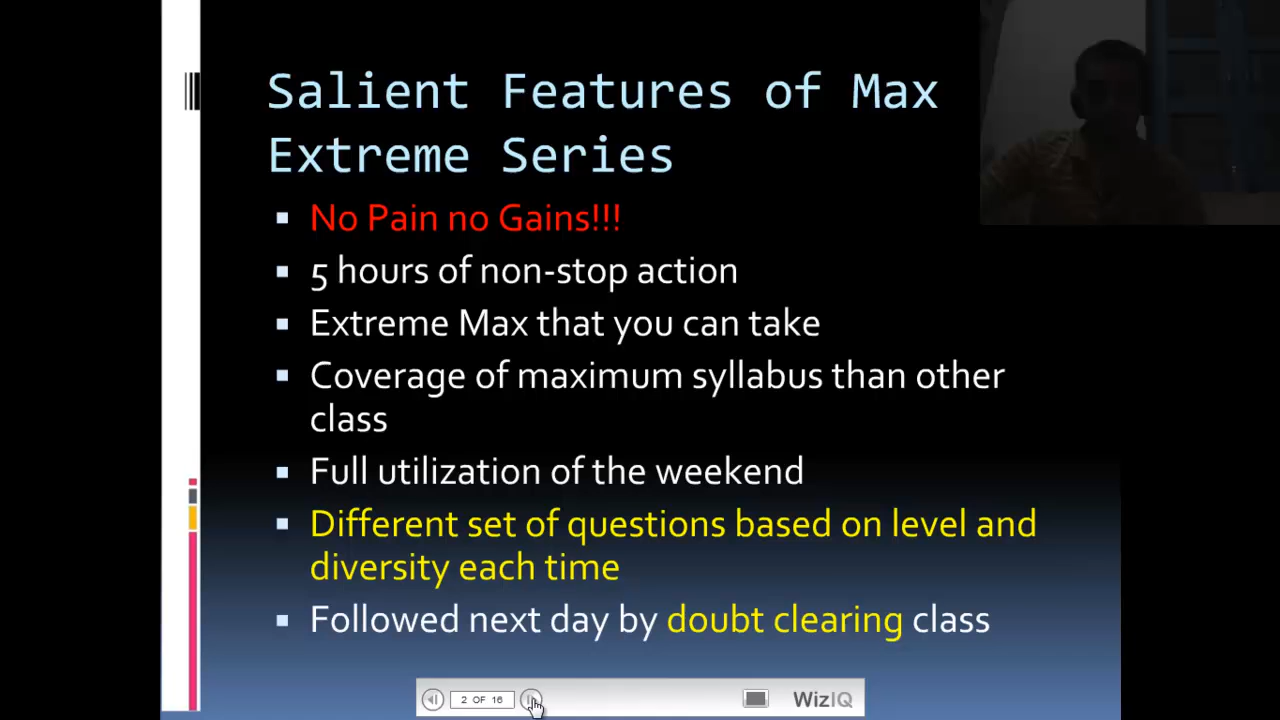 Salient Features of Max
Extreme Series
No Pain no Gains!!!
5 hours of non-stop action
Extreme Max that you can take
Coverage of maximum syllabus than other
class
Full utilization of the weekend
Different set of questions based on level and
diversity each time
Followed next day by doubt clearing class
2 OF 16
WizIQ